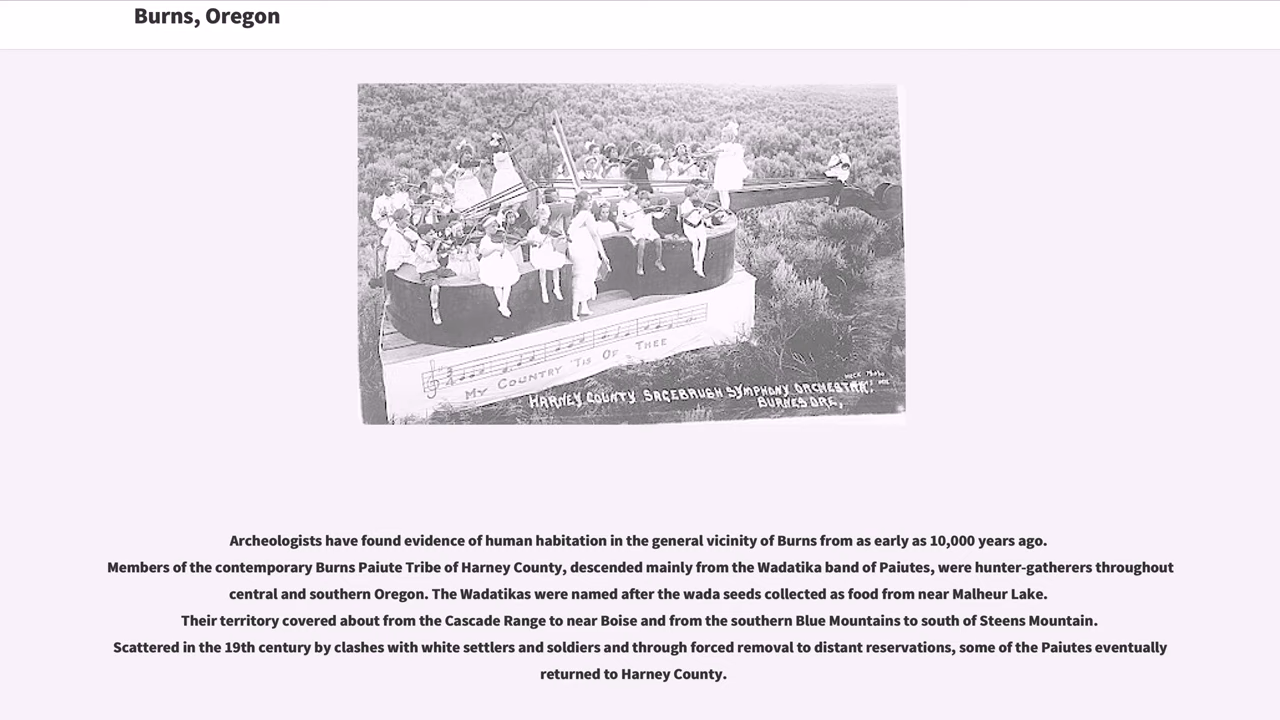 Burns, Oregon
MY COUNTRY 'TIS OF THEE
HARNEY COUNTY SAGEBRUSH SYMPHONY ORCHESTRA,
BURNES ORE,
Archeologists have found evidence of human habitation in the general vicinity of Burns from as early as 10,000 years ago.
Members of the contemporary Burns Paiute Tribe of Harney County, descended mainly from the Wadatika band of Paiutes, were hunter-gatherers throughout
central and southern Oregon. The Wadatikas were named after the wada seeds collected as food from near Malheur Lake.
Their territory covered about from the Cascade Range to near Boise and from the southern Blue Mountains to south of Steens Mountain.
Scattered in the 19th century by clashes with white settlers and soldiers and through forced removal to distant reservations, some of the Paiutes eventually
returned to Harney County.